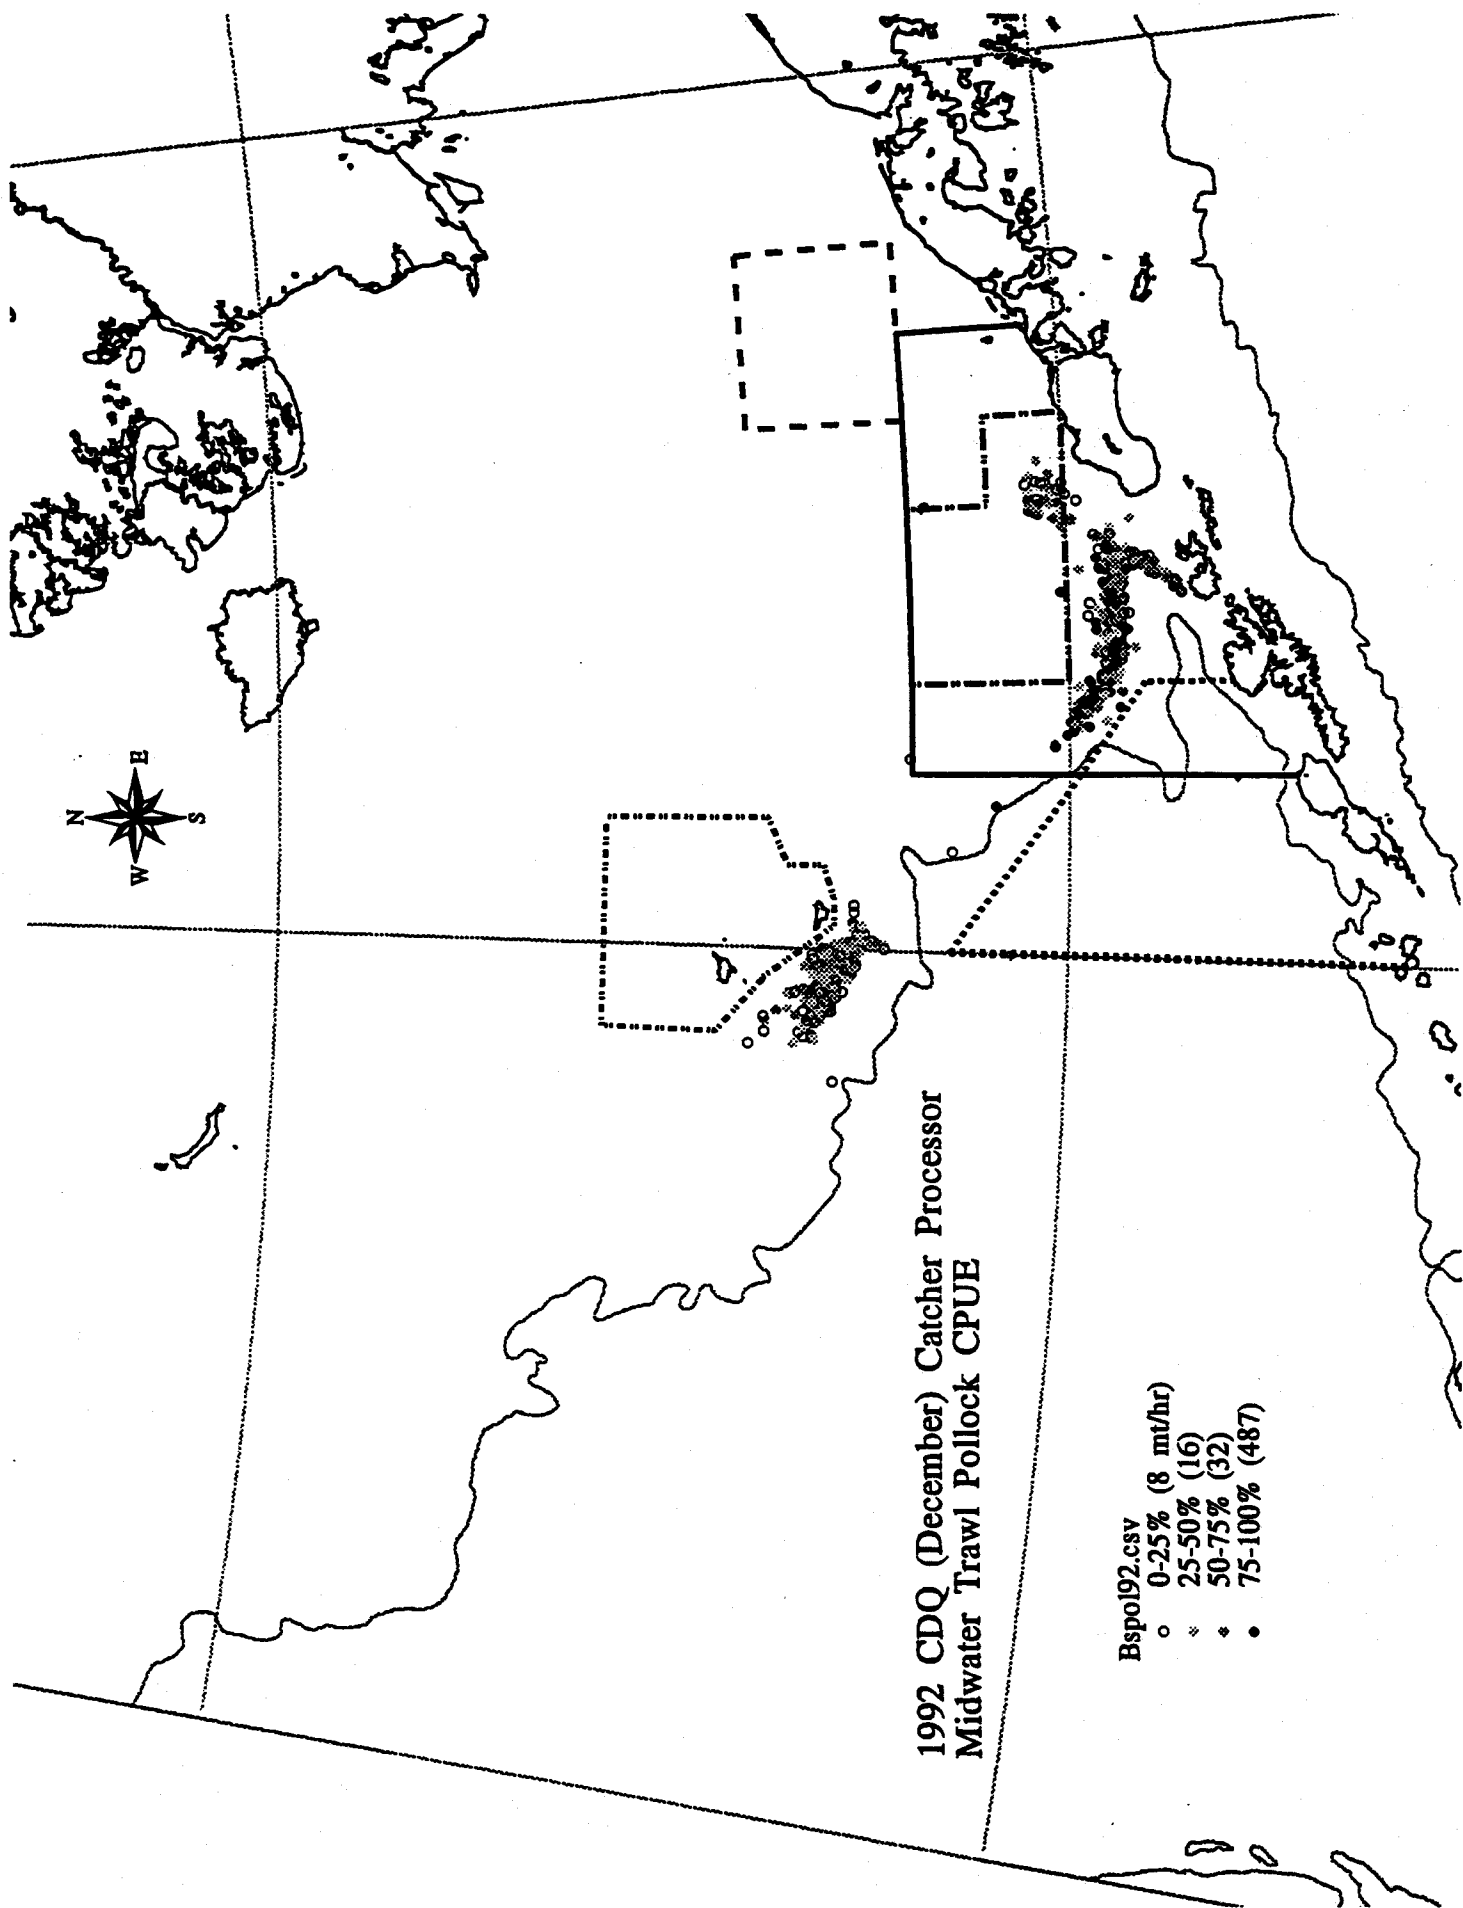 N
W
E
S
1992 CDQ (December) Catcher Processor
Midwater Trawl Pollock CPUE
Bspol92.csv
0-25% (8 mt/hr)
25-50% (16)
50-75% (32)
75-100% (487)